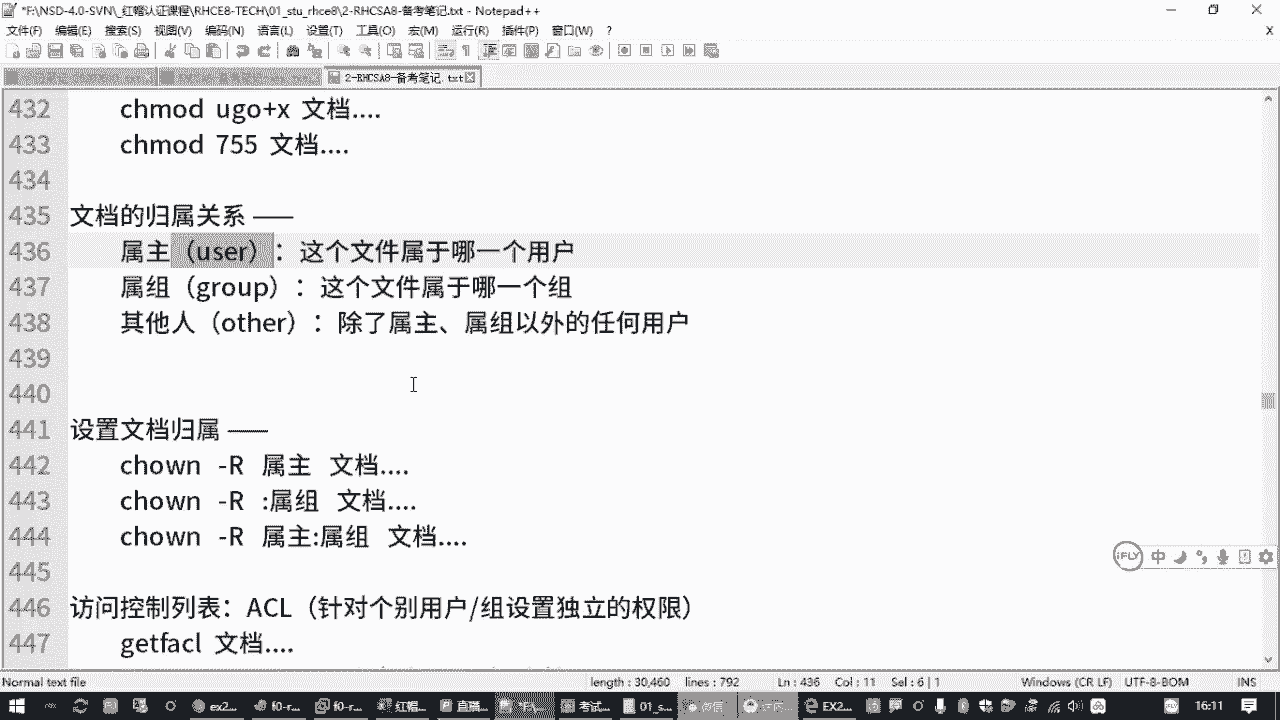 *F:\NSD-4.0-SVN\_红帽认证课程\RHCE8-TECH\01_stu_rhce8\2-RHCSA8-备考笔记.txt - Notepad++
文件(F) 编辑(E) 搜索(S) 视图(V) 编码(N) 语言(L) 设置(T) 工具(O) 宏(M) 运行(R) 插件(P) 窗口(W) ?
X
2-RHCSA8-备考笔记.txt
432 chmod ugo+x 文档....
433 chmod 755 文档....
434
435 文档的归属关系 ——
436 属主（user）：这个文件属于哪一个用户
437 属组（group）：这个文件属于哪一个组
438 其他人（other）：除了属主、属组以外的任何用户
439
440
441 设置文档归属 ——
442 chown -R 属主 文档....
443 chown -R :属组 文档....
444 chown -R 属主:属组 文档....
445
446 访问控制列表：ACL（针对个别用户/组设置独立的权限）
447 getfacl 文档....
iFLY 中
Normal text file length : 30,460 lines : 792 Ln : 436 Col : 11 Sel : 6 | 1 Windows (CR LF) UTF-8-BOM INS
ex2... f0-r... f0-r... 红帽... 直播... 考试... 01_s... EX2... 16:11